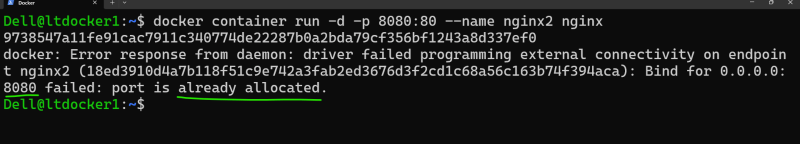 Docker
Dell@ltdocker1:~$ docker container run -d -p 8080:80 --name nginx2 nginx
9738547a11fe91cac7911c340774de22287b0a2bda79cf356bf1243a8d337ef0
docker: Error response from daemon: driver failed programming external connectivity on endpoin
t nginx2 (18ed3910d4a7b118f51c9e742a3fab2ed3676d3f2cd1c68a56c163b74f394aca): Bind for 0.0.0.0:
8080 failed: port is already allocated.
Dell@ltdocker1:~$